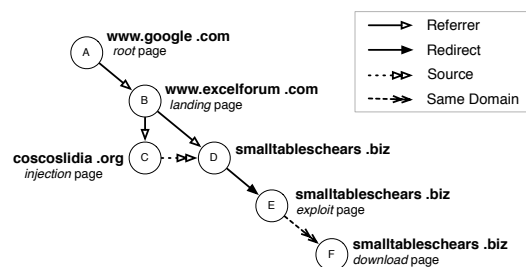 www.google .com
A
root page
www.excelforum .com
B
landing page
coscoslidia .org
C
injection page
D
smalltableschears .biz
smalltableschears .biz
E
exploit page
smalltableschears .biz
F
download page
Referrer
Redirect
Source
Same Domain